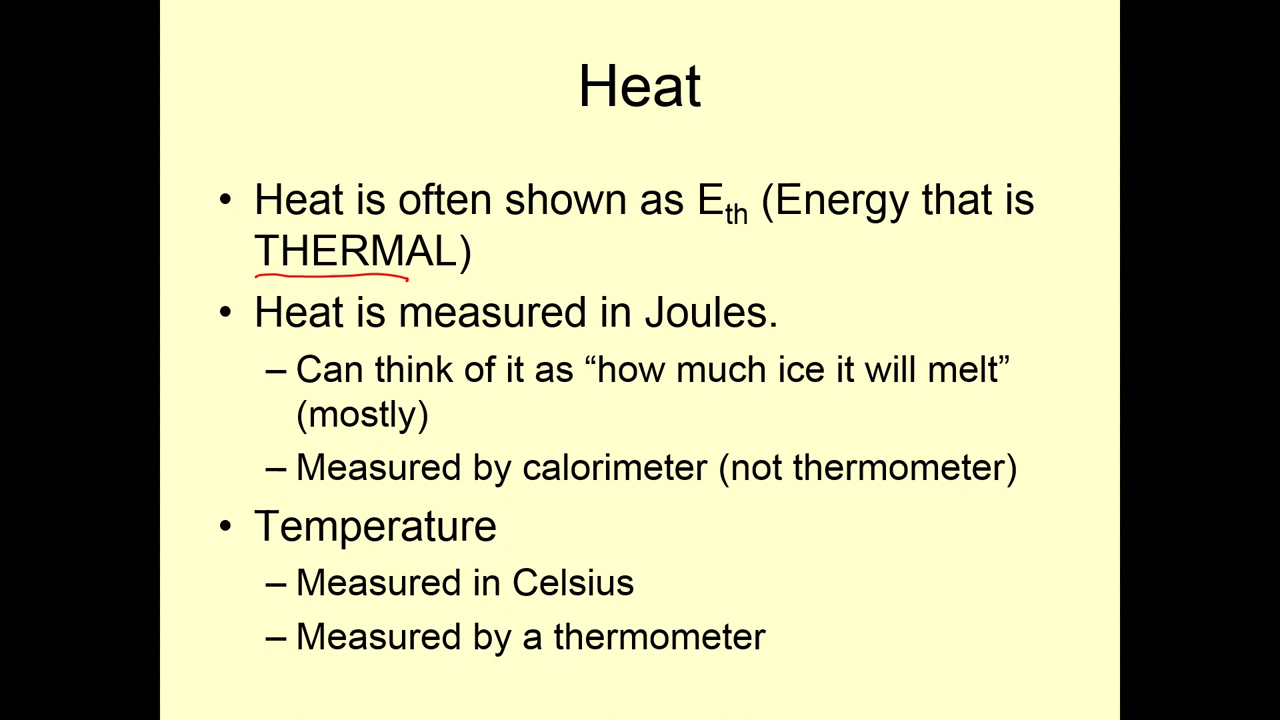 Heat
• Heat is often shown as Eth (Energy that is
THERMAL)
• Heat is measured in Joules.
– Can think of it as “how much ice it will melt”
(mostly)
– Measured by calorimeter (not thermometer)
• Temperature
– Measured in Celsius
– Measured by a thermometer